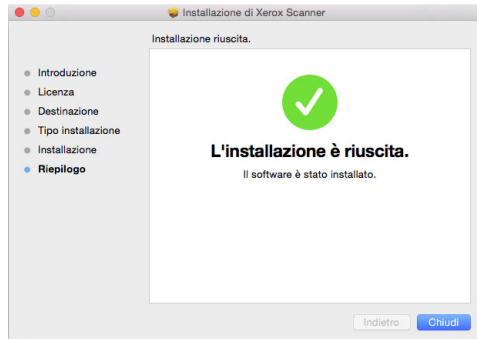 Installazione di Xerox Scanner
Installazione riuscita.
Introduzione
Licenza
Destinazione
Tipo installazione
Installazione
Riepilogo
L'installazione è riuscita.
Il software è stato installato.
Indietro
Chiudi